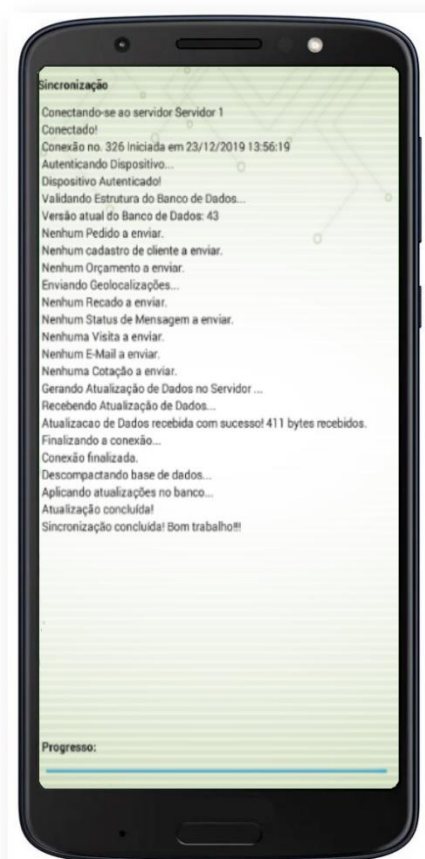 Sincronização
Conectando-se ao servidor Servidor 1
Conectado!
Conexão no. 326 Iniciada em 23/12/2019 13:56:19
Autenticando Dispositivo...
Dispositivo Autenticado!
Validando Estrutura do Banco de Dados...
Versão atual do Banco de Dados: 43
Nenhum Pedido a enviar.
Nenhum cadastro de cliente a enviar.
Nenhum Orçamento a enviar.
Enviando Geolocalizações...
Nenhum Recado a enviar.
Nenhum Status de Mensagem a enviar.
Nenhuma Visita a enviar.
Nenhum E-Mail a enviar.
Nenhuma Cotação a enviar.
Gerando Atualização de Dados no Servidor ...
Recebendo Atualização de Dados...
Atualizacao de Dados recebida com sucesso! 411 bytes recebidos.
Finalizando a conexão...
Conexão finalizada.
Descompactando base de dados...
Aplicando atualizações no banco...
Atualização concluída!
Sincronização concluida! Bom trabalho!!!
Progresso: